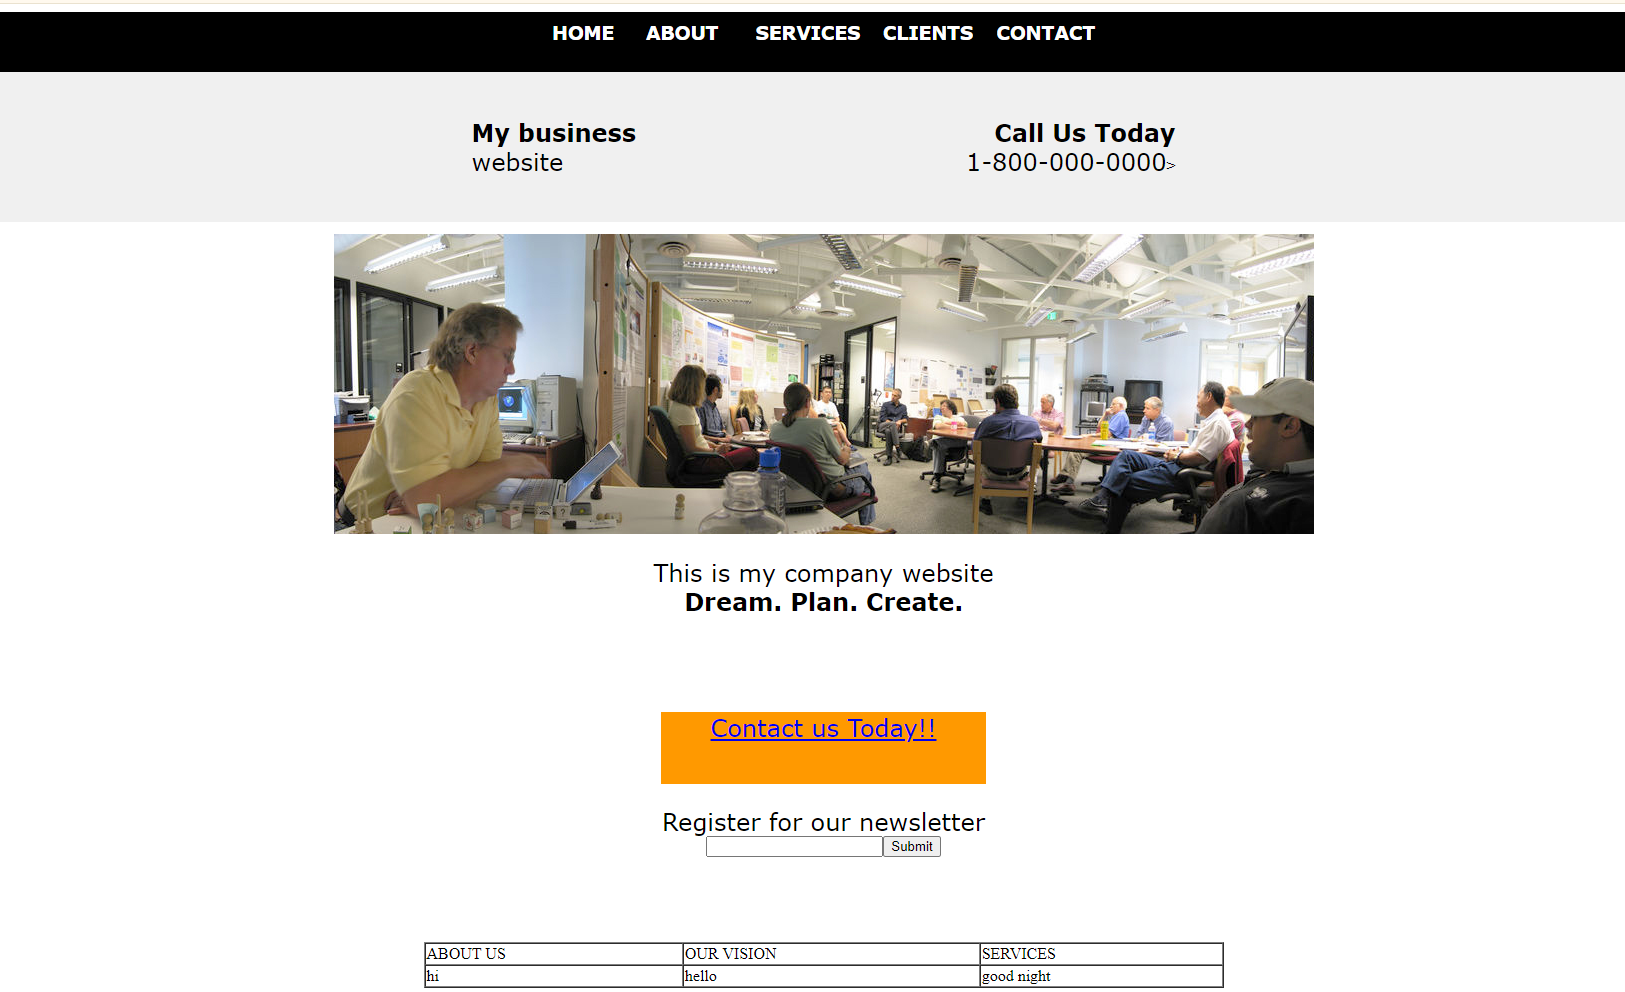 HOME ABOUT SERVICES CLIENTS CONTACT
My business
website
Call Us Today
1-800-000-0000>
This is my company website
Dream. Plan. Create.
Contact us Today!!
Register for our newsletter
Submit
ABOUT US OUR VISION SERVICES
hi hello good night